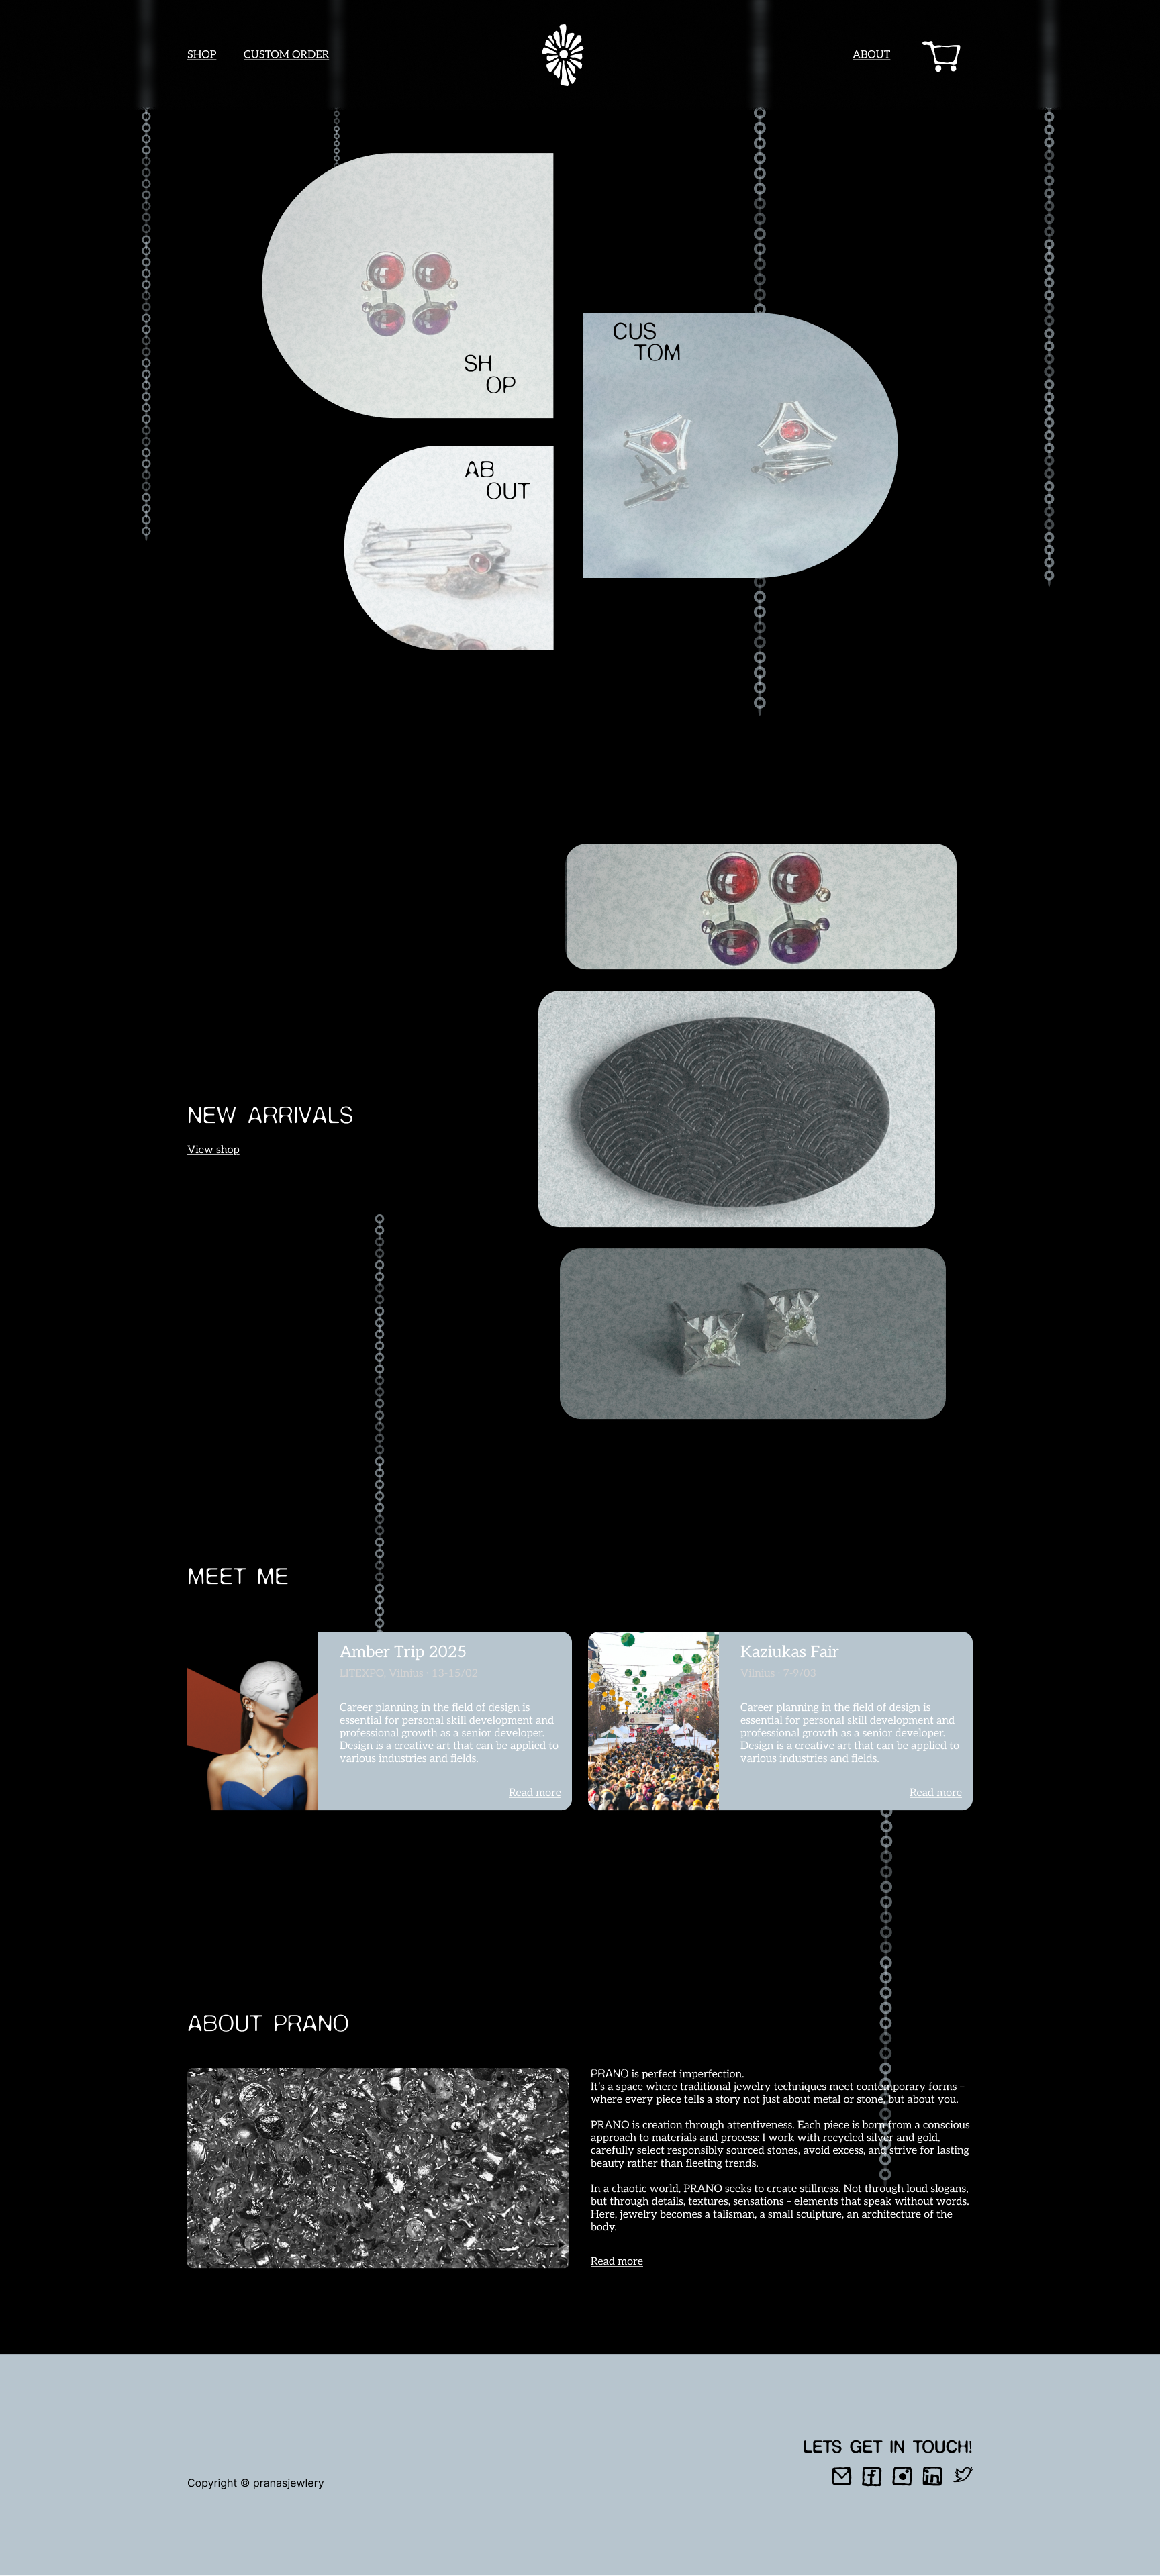 SHOP
CUSTOM ORDER
ABOUT
SH
OP
CUS
TOM
AB
OUT
NEW ARRIVALS
View shop
MEET ME
Amber Trip 2025
LITEXPO, Vilnius · 13-15/02
Career planning in the field of design is
essential for personal skill development and
professional growth as a senior developer.
Design is a creative art that can be applied to
various industries and fields.
Read more
Kaziukas Fair
Vilnius · 7-9/03
Career planning in the field of design is
essential for personal skill development and
professional growth as a senior developer.
Design is a creative art that can be applied to
various industries and fields.
Read more
ABOUT PRANO
PRANO is perfect imperfection.
It's a space where traditional jewelry techniques meet contemporary forms –
where every piece tells a story not just about metal or stone, but about you.
PRANO is creation through attentiveness. Each piece is born from a conscious
approach to materials and process: I work with recycled silver and gold,
carefully select responsibly sourced stones, avoid excess, and strive for lasting
beauty rather than fleeting trends.
In a chaotic world, PRANO seeks to create stillness. Not through loud slogans,
but through details, textures, sensations – elements that speak without words.
Here, jewelry becomes a talisman, a small sculpture, an architecture of the
body.
Read more
LETS GET IN TOUCH!
Copyright © pranasjewlery